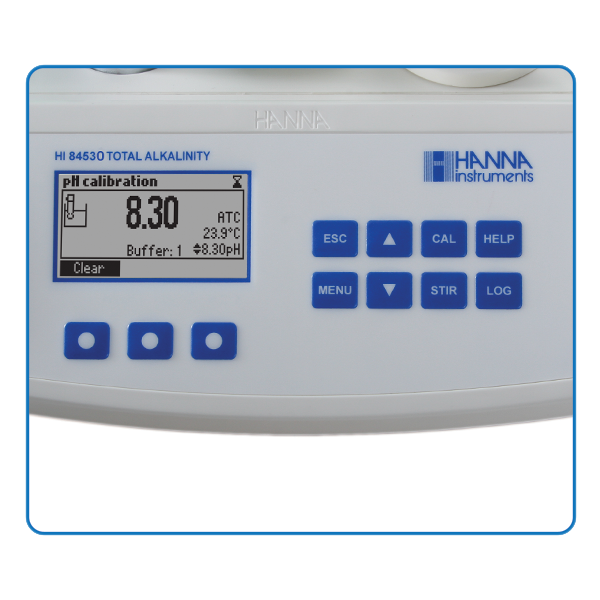 HANNA
HI 84530 TOTAL ALKALINITY
HANNA
instruments
pH calibration
8.30
ATC
23.9°C
Buffer: 1 8.30pH
Clear
ESC ▲ CAL HELP
MENU ▼ STIR LOG